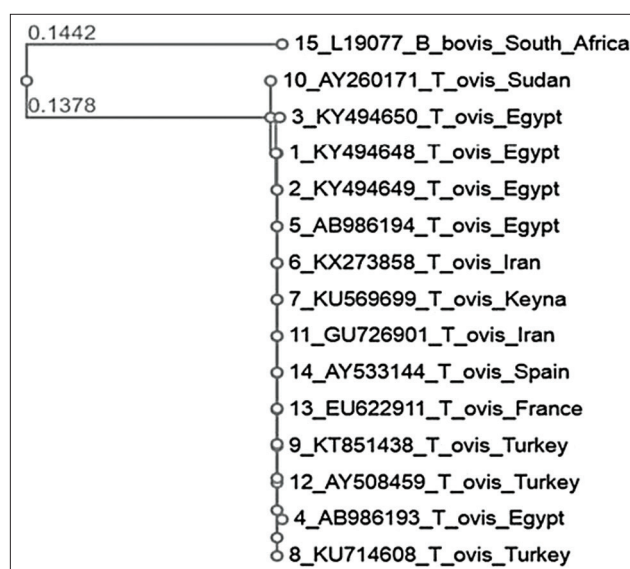 0.1442
15_L19077_B_bovis_South_Africa
10_AY260171_T_ovis_Sudan
0.1378
3_KY494650_T_ovis_Egypt
1_KY494648_T_ovis_Egypt
2_KY494649_T_ovis_Egypt
5_AB986194_T_ovis_Egypt
6_KX273858_T_ovis_Iran
7_KU569699_T_ovis_Keyna
11_GU726901_T_ovis_Iran
14_AY533144_T_ovis_Spain
13_EU622911_T_ovis_France
9_KT851438_T_ovis_Turkey
12_AY508459_T_ovis_Turkey
4_AB986193_T_ovis_Egypt
8_KU714608_T_ovis_Turkey